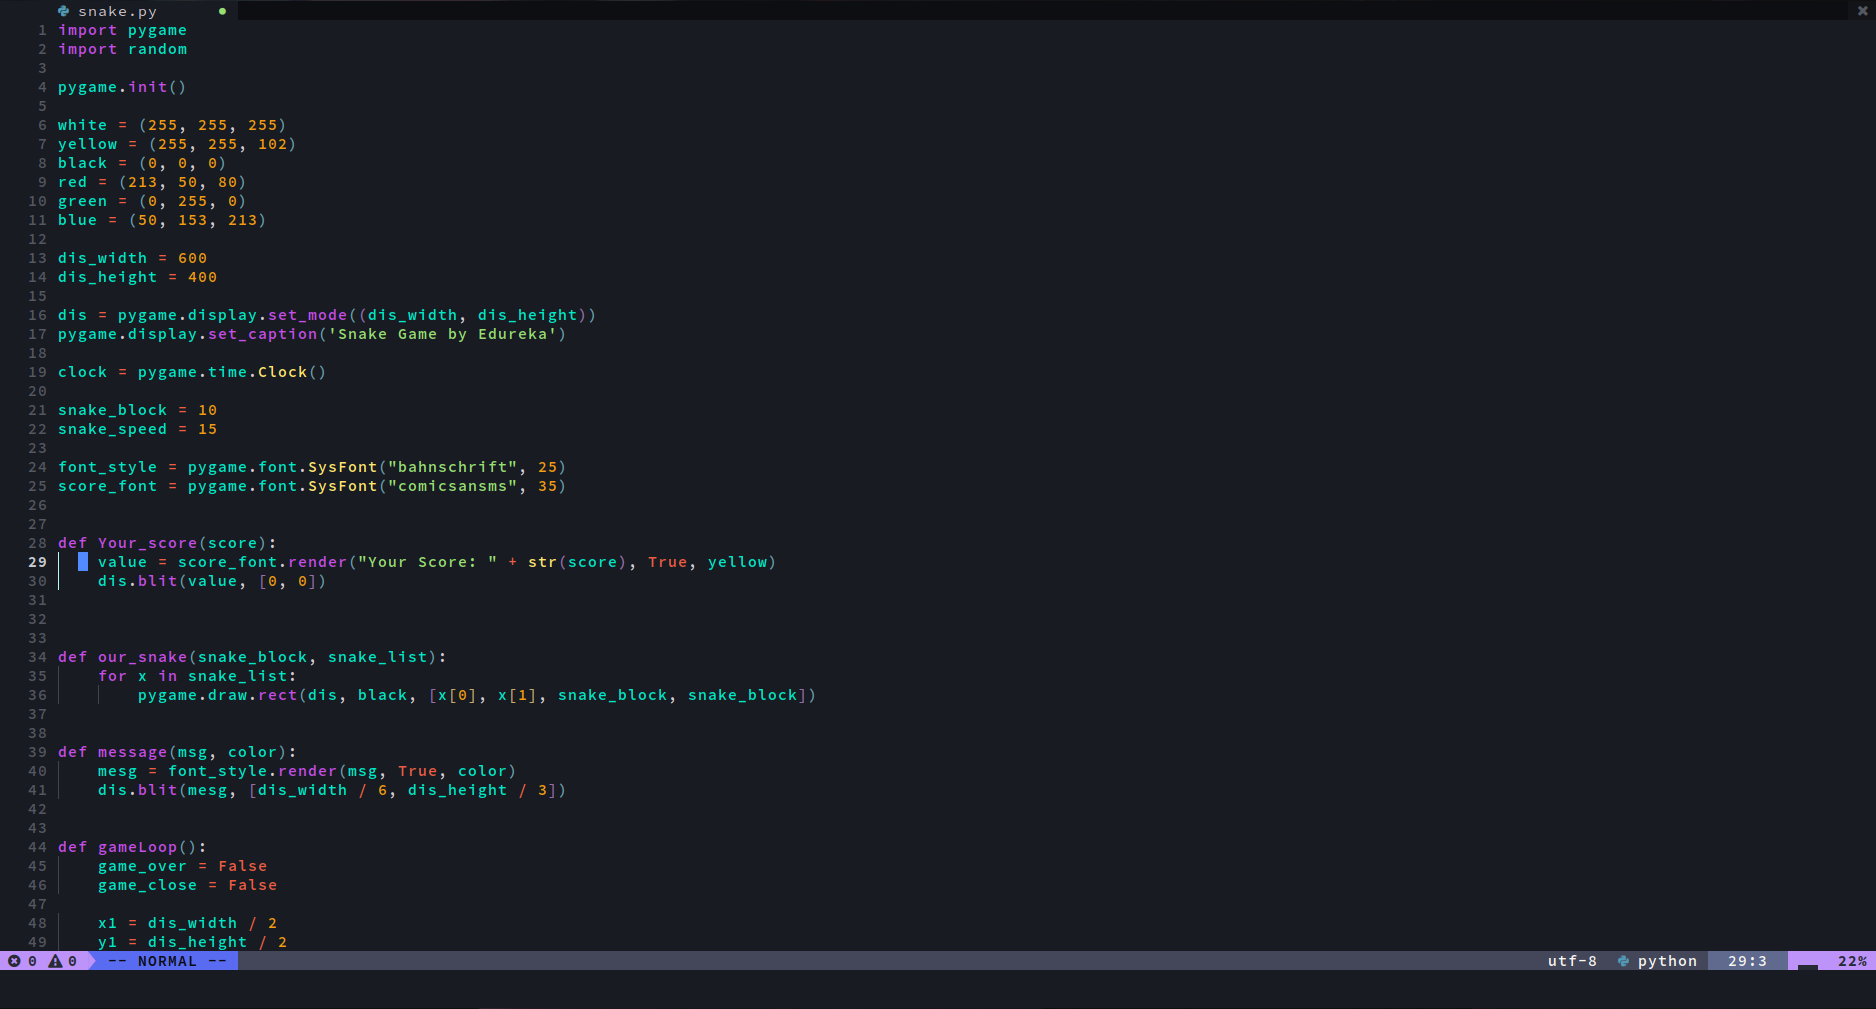 snake.py
1 import pygame
2 import random
3
4 pygame.init()
5
6 white = (255, 255, 255)
7 yellow = (255, 255, 102)
8 black = (0, 0, 0)
9 red = (213, 50, 80)
10 green = (0, 255, 0)
11 blue = (50, 153, 213)
12
13 dis_width = 600
14 dis_height = 400
15
16 dis = pygame.display.set_mode((dis_width, dis_height))
17 pygame.display.set_caption('Snake Game by Edureka')
18
19 clock = pygame.time.Clock()
20
21 snake_block = 10
22 snake_speed = 15
23
24 font_style = pygame.font.SysFont("bahnschrift", 25)
25 score_font = pygame.font.SysFont("comicsansms", 35)
26
27
28 def Your_score(score):
29     value = score_font.render("Your Score: " + str(score), True, yellow)
30     dis.blit(value, [0, 0])
31
32
33
34 def our_snake(snake_block, snake_list):
35     for x in snake_list:
36         pygame.draw.rect(dis, black, [x[0], x[1], snake_block, snake_block])
37
38
39 def message(msg, color):
40     mesg = font_style.render(msg, True, color)
41     dis.blit(mesg, [dis_width / 6, dis_height / 3])
42
43
44 def gameLoop():
45     game_over = False
46     game_close = False
47
48     x1 = dis_width / 2
49     y1 = dis_height / 2
0 0 -- NORMAL -- utf-8 python 29:3 22%